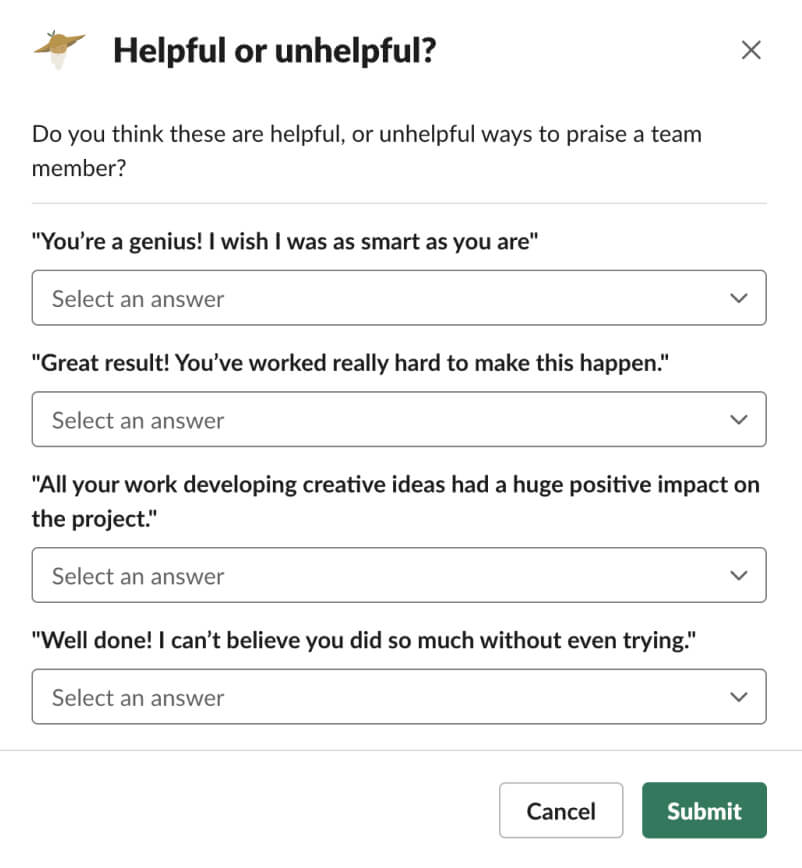 Helpful or unhelpful?
Do you think these are helpful, or unhelpful ways to praise a team
member?
"You’re a genius! I wish I was as smart as you are"
Select an answer
"Great result! You’ve worked really hard to make this happen."
Select an answer
"All your work developing creative ideas had a huge positive impact on
the project."
Select an answer
"Well done! I can’t believe you did so much without even trying."
Select an answer
Cancel Submit